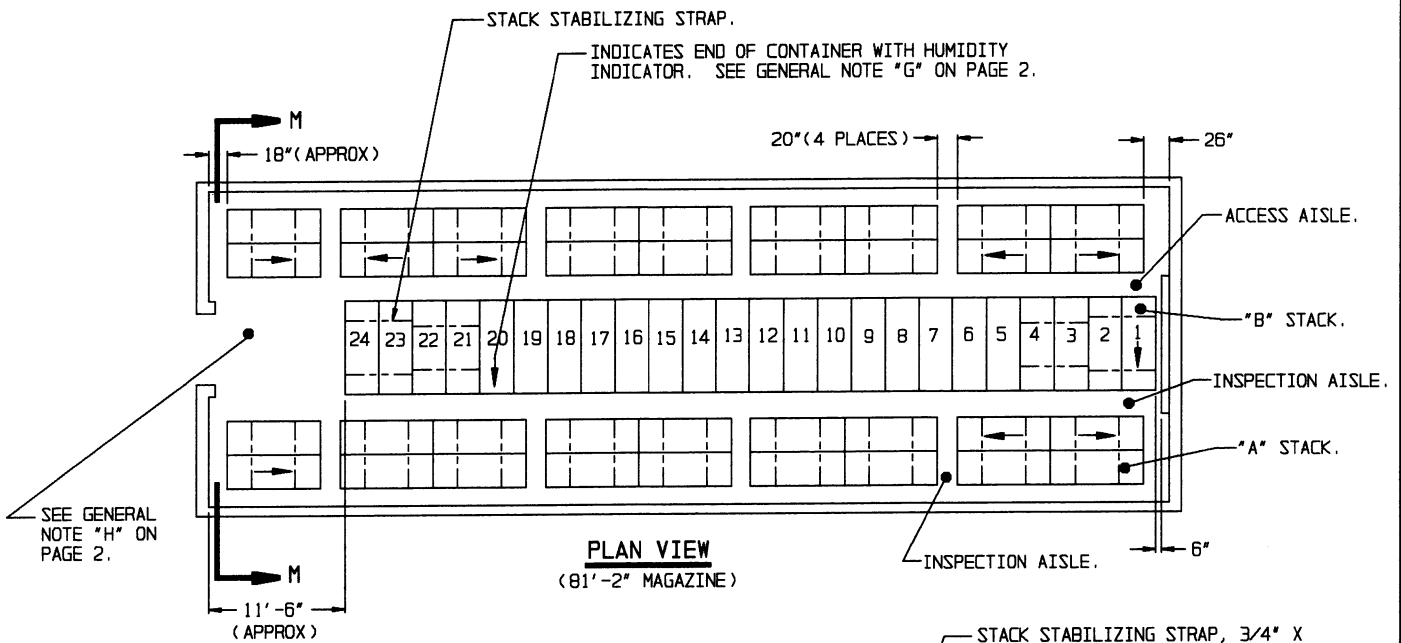 STACK STABILIZING STRAP.
INDICATES END OF CONTAINER WITH HUMIDITY
INDICATOR. SEE GENERAL NOTE "G" ON PAGE 2.
M
18"(APPROX)
20"(4 PLACES)
26"
ACCESS AISLE.
"B" STACK.
24 23 22 21 20 19 18 17 16 15 14 13 12 11 10 9 8 7 6 5 4 3 2 1
INSPECTION AISLE.
"A" STACK.
SEE GENERAL
NOTE "H" ON
PAGE 2.
PLAN VIEW
(81'-2" MAGAZINE)
INSPECTION AISLE.
6"
M
11'-6"
(APPROX)
STACK STABILIZING STRAP, 3/4" X